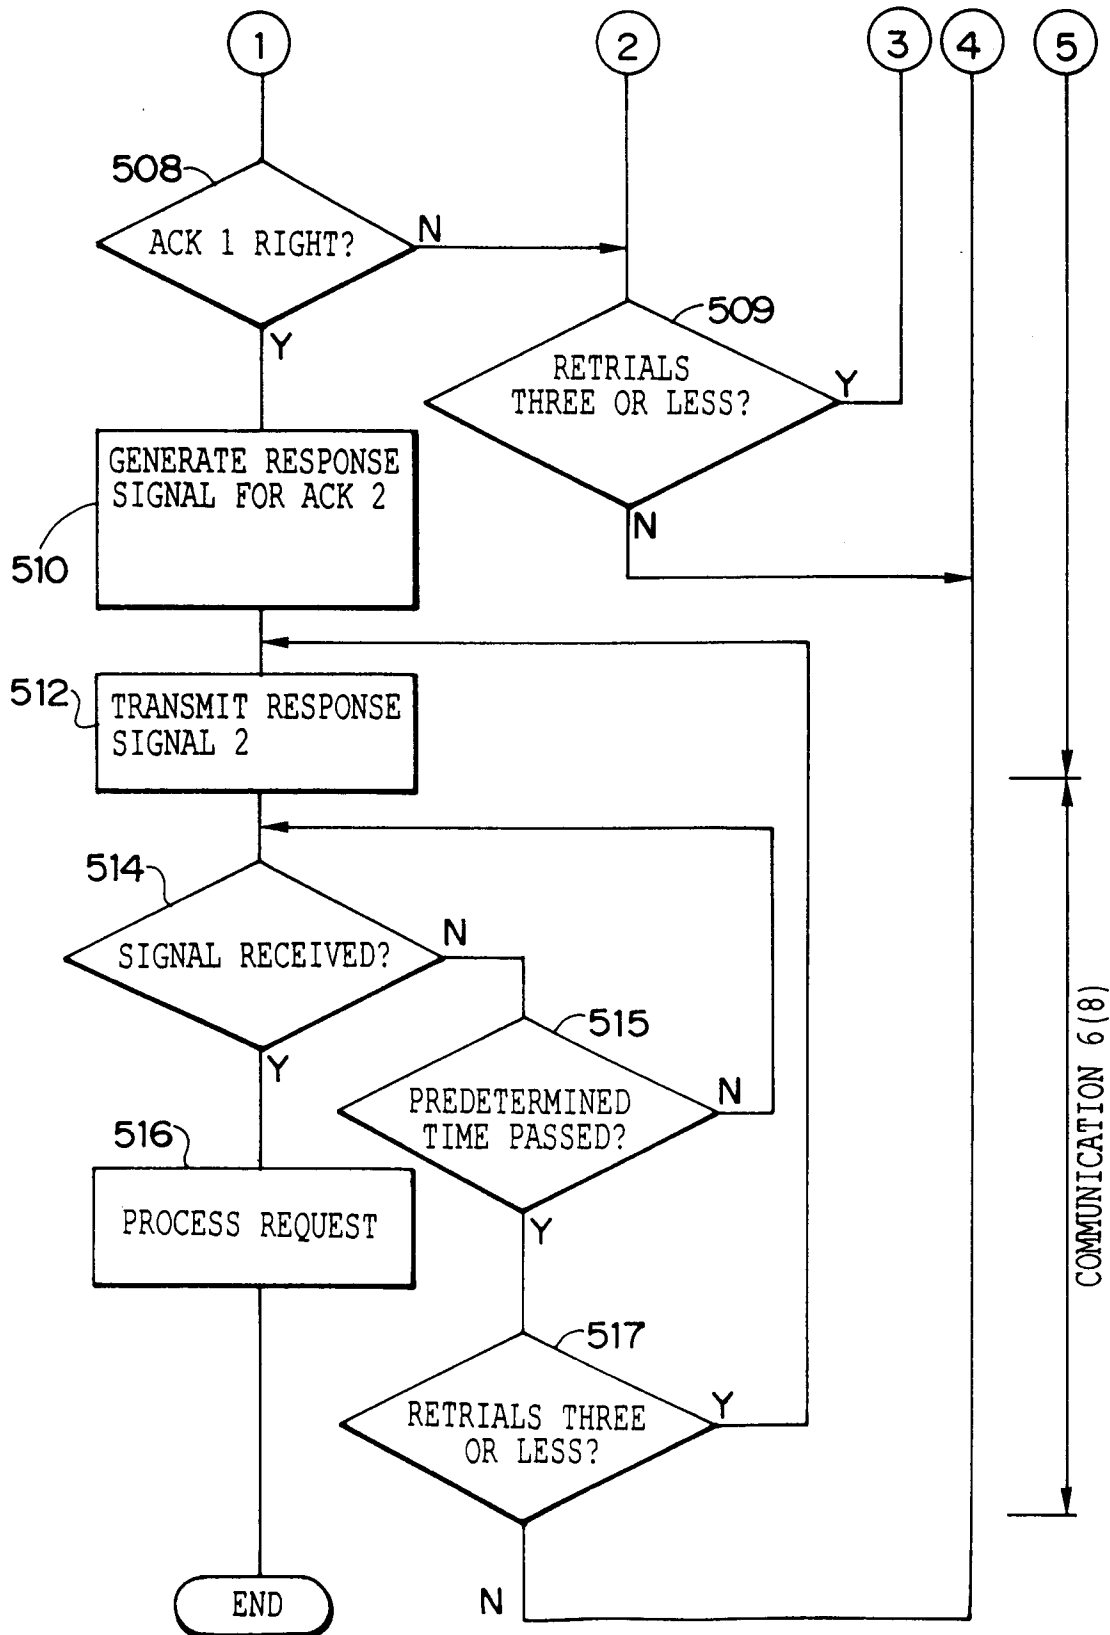 1
2
3
4
5
508
ACK 1 RIGHT?
N
Y
509
RETRIALS
THREE OR LESS?
Y
N
GENERATE RESPONSE
SIGNAL FOR ACK 2
510
512
TRANSMIT RESPONSE
SIGNAL 2
514
SIGNAL RECEIVED?
N
Y
515
PREDETERMINED
TIME PASSED?
N
Y
516
PROCESS REQUEST
517
RETRIALS THREE
OR LESS?
Y
N
END
COMMUNICATION 6(8)